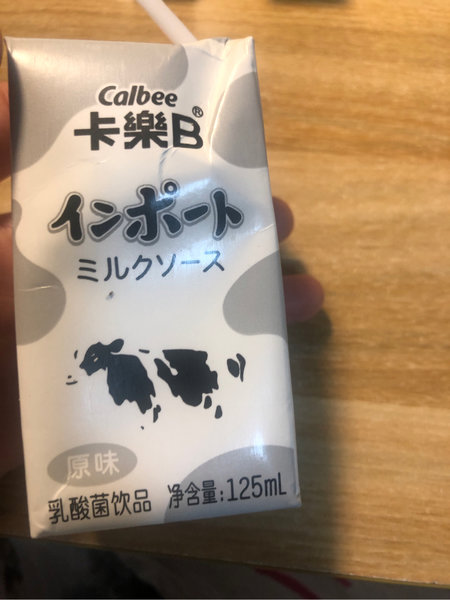 Calbee
卡樂B®
インポート
ミルクソース
原味
乳酸菌饮品 净含量:125mL